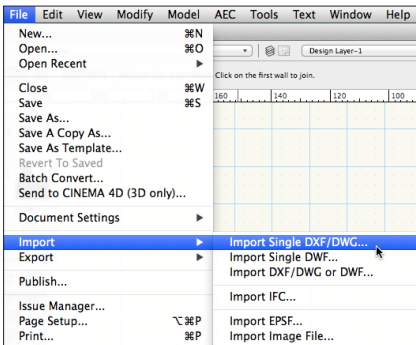 File Edit View Modify Model AEC Tools Text Window Help
New... ⌘N
Open... ⌘O
Open Recent ▶
Design Layer-1
Click on the first wall to join.
160 140 120 100
Close ⌘W
Save ⌘S
Save As...
Save A Copy As...
Save As Template...
Revert To Saved
Batch Convert...
Send to CINEMA 4D (3D only)...
Document Settings ▶
Import ▶
Export ▶
Publish...
Issue Manager...
Page Setup... ⌥⌘P
Print... ⌘P
Import Single DXF/DWG...
Import Single DWF...
Import DXF/DWG or DWF...
Import IFC...
Import EPSF...
Import Image File...